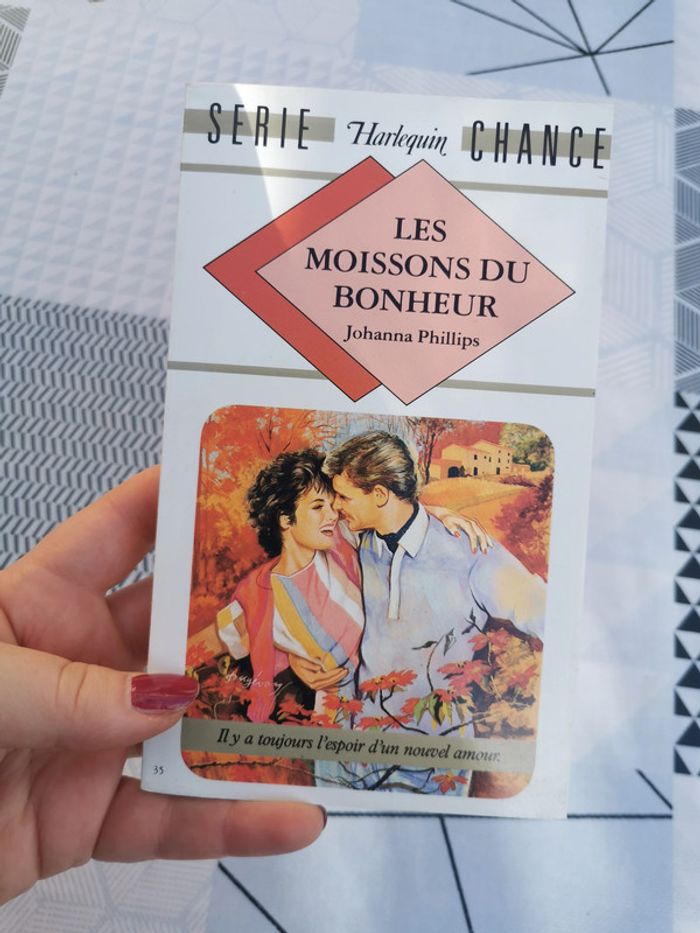 SERIE Harlequin CHANCE
LES
MOISSONS DU
BONHEUR
Johanna Phillips
Il y a toujours l'espoir d'un nouvel amour.
35